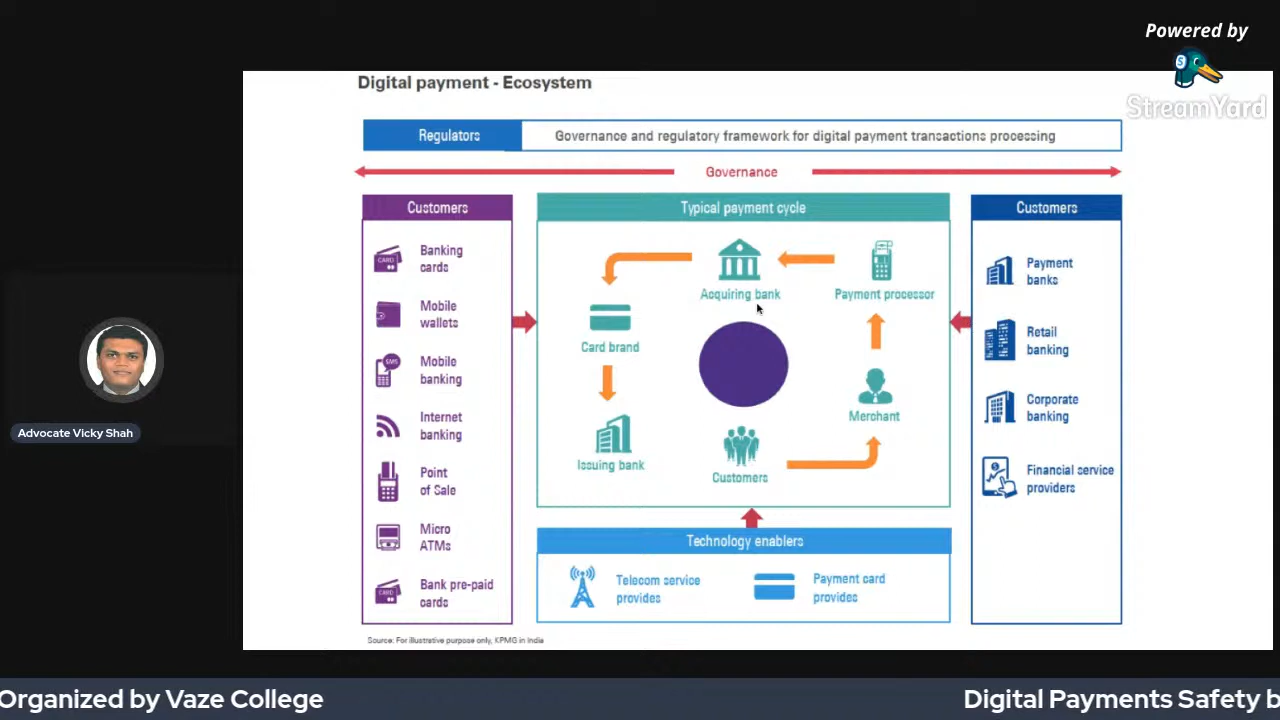 Powered by
StreamYard
Digital payment - Ecosystem
Regulators
Governance and regulatory framework for digital payment transactions processing
Governance
Customers
CARD
Banking
cards
Mobile
wallets
SMS
Mobile
banking
Internet
banking
Point
of Sale
Micro
ATMs
CARD
Bank pre-paid
cards
Typical payment cycle
Acquiring bank
Payment processor
Card brand
Merchant
Issuing bank
Customers
Technology enablers
Telecom service
provides
Payment card
provides
Customers
Payment
banks
Retail
banking
Corporate
banking
Financial service
providers
Source: For illustrative purpose only, KPMG in India
Advocate Vicky Shah
Organized by Vaze College
Digital Payments Safety b